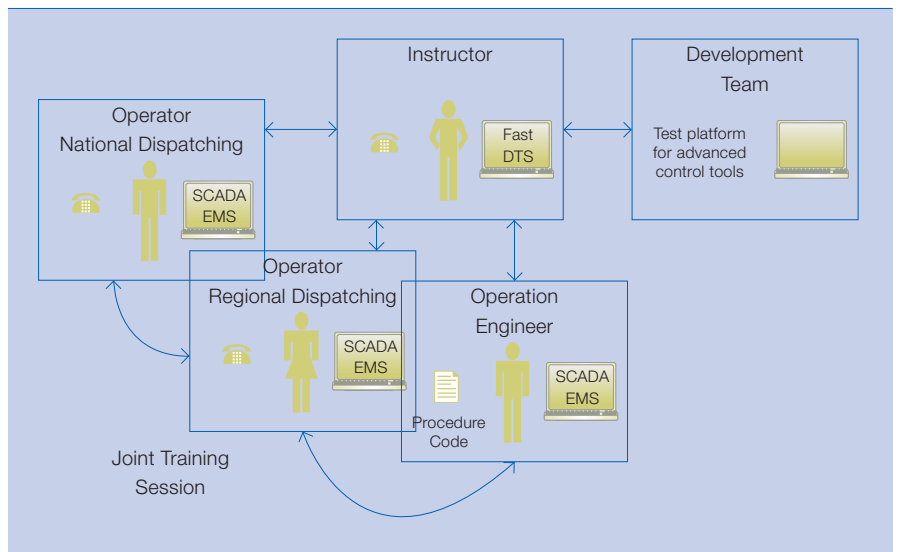 Instructor
Fast
DTS
Development
Team
Test platform
for advanced
control tools
Operator
National Dispatching
SCADA
EMS
Operator
Regional Dispatching
SCADA
EMS
Operation
Engineer
SCADA
EMS
Procedure
Code
Joint Training
Session